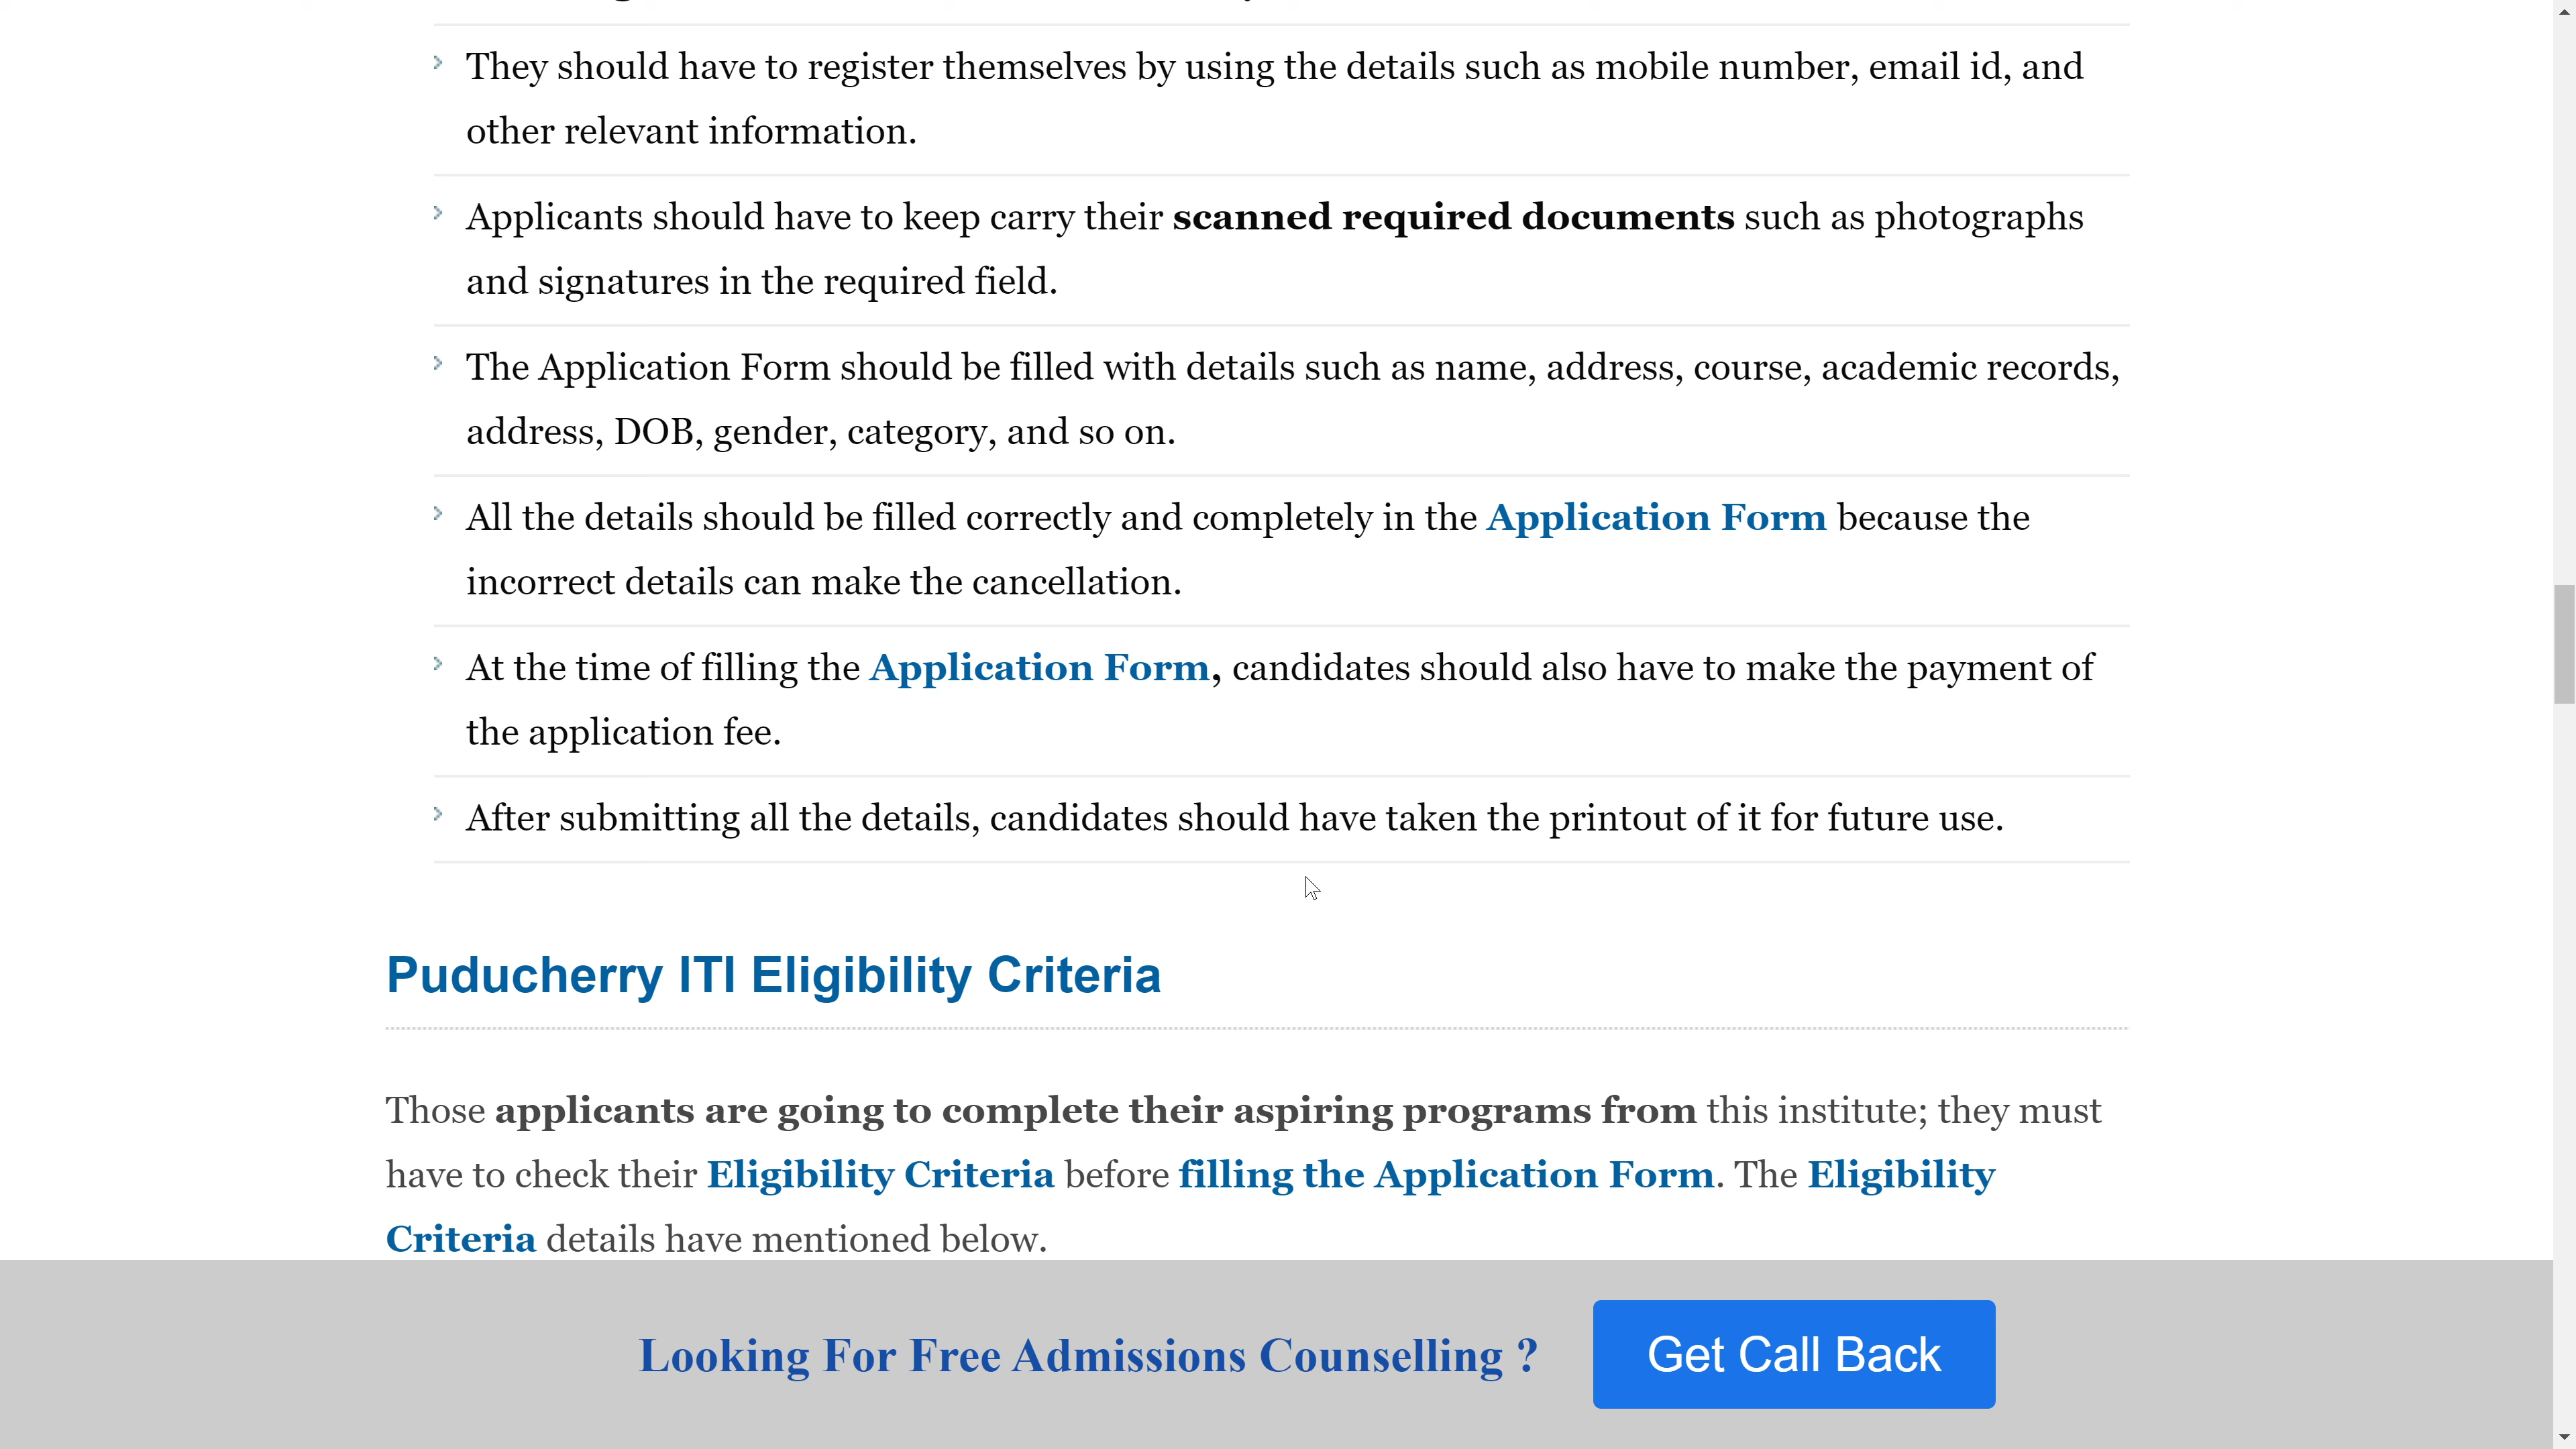 They should have to register themselves by using the details such as mobile number, email id, and
other relevant information.
Applicants should have to keep carry their scanned required documents such as photographs
and signatures in the required field.
The Application Form should be filled with details such as name, address, course, academic records,
address, DOB, gender, category, and so on.
All the details should be filled correctly and completely in the Application Form because the
incorrect details can make the cancellation.
At the time of filling the Application Form, candidates should also have to make the payment of
the application fee.
After submitting all the details, candidates should have taken the printout of it for future use.
Puducherry ITI Eligibility Criteria
Those applicants are going to complete their aspiring programs from this institute; they must
have to check their Eligibility Criteria before filling the Application Form. The Eligibility
Criteria details have mentioned below.
Looking For Free Admissions Counselling ?
Get Call Back